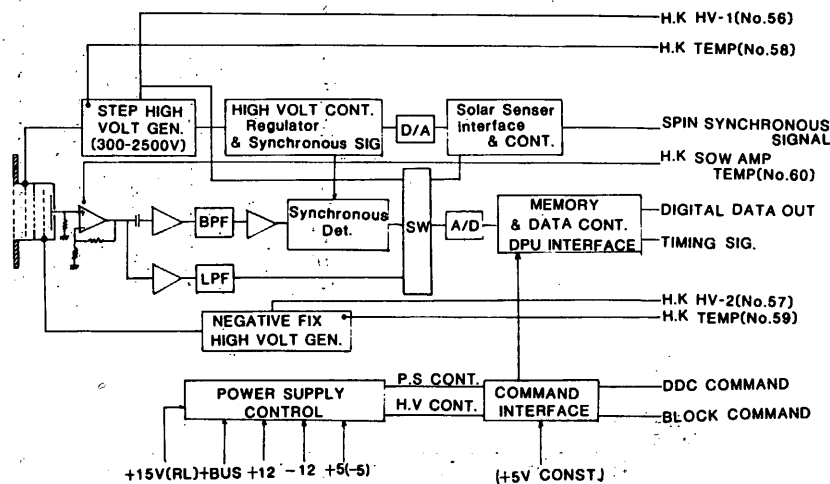 H.K HV-1(No.56)
H.K TEMP(No.58)
STEP HIGH
VOLT GEN.
(300-2500V)
HIGH VOLT CONT.
Regulator
& Synchronous SIG
D/A
Solar Senser
interface
& CONT.
SPIN SYNCHRONOUS
SIGNAL
H.K SOW AMP
TEMP(No.60)
BPF
Synchronous
Det.
SW
A/D
MEMORY
& DATA CONT.
DPU INTERFACE
DIGITAL DATA OUT
TIMING SIG.
LPF
NEGATIVE FIX
HIGH VOLT GEN.
H.K HV-2(No.57)
H.K TEMP(No.59)
POWER SUPPLY
CONTROL
P.S CONT.
H.V CONT.
COMMAND
INTERFACE
DDC COMMAND
BLOCK COMMAND
+15V(RL) +BUS +12 -12 +5(-5)
(+5V CONST.)